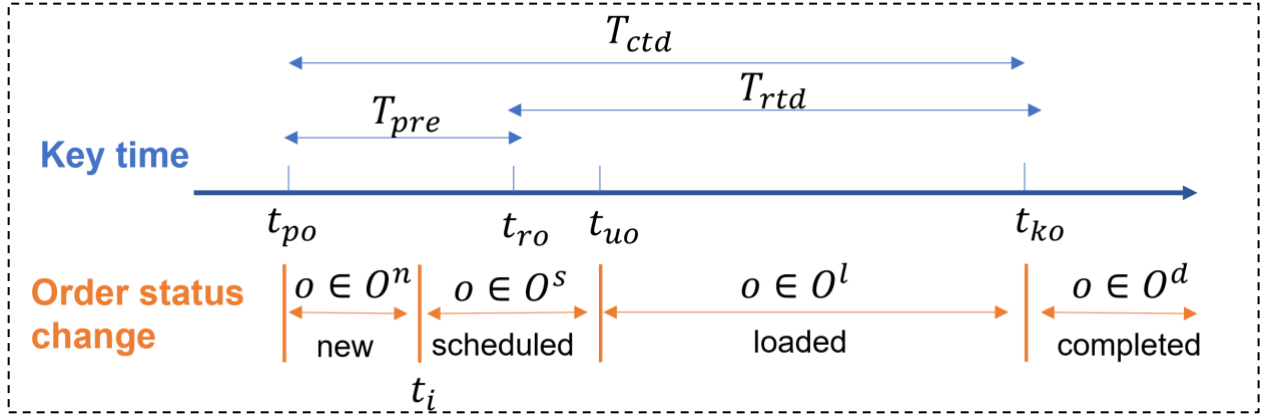 T_ctd
T_rtd
T_pre
Key time
t_po t_ro t_uo t_ko
Order status change
o ∈ O^n o ∈ O^s o ∈ O^l o ∈ O^d
new scheduled loaded completed
t_i